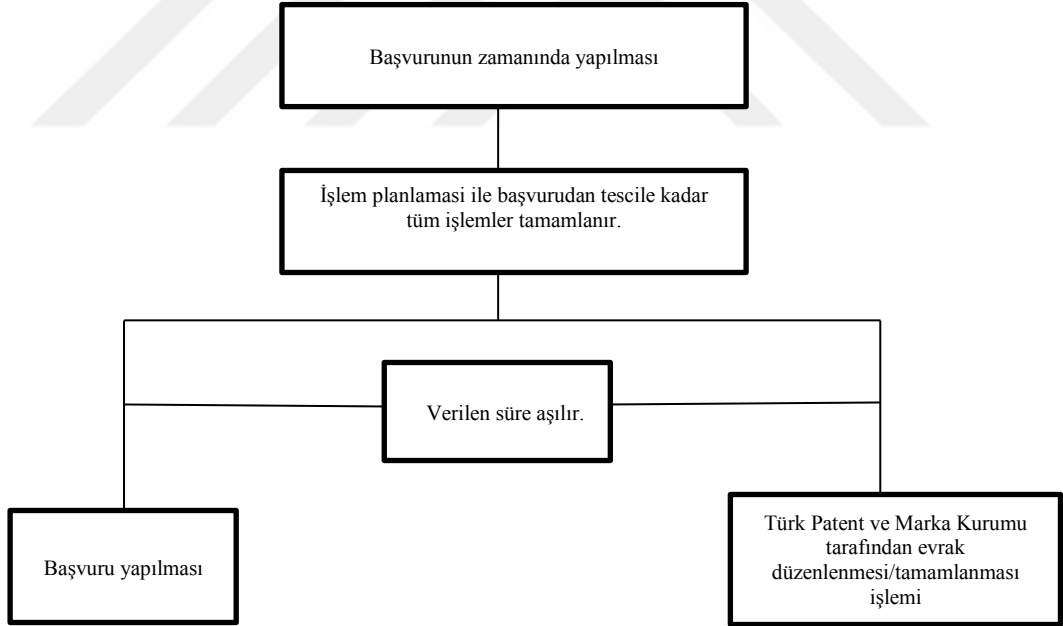 Başvurunun zamanında yapılması
İşlem planlamasi ile başvurudan tescile kadar
tüm işlemler tamamlanır.
Verilen süre aşılır.
Başvuru yapılması
Türk Patent ve Marka Kurumu
tarafından evrak
düzenlenmesi/tamamlanması
işlemi